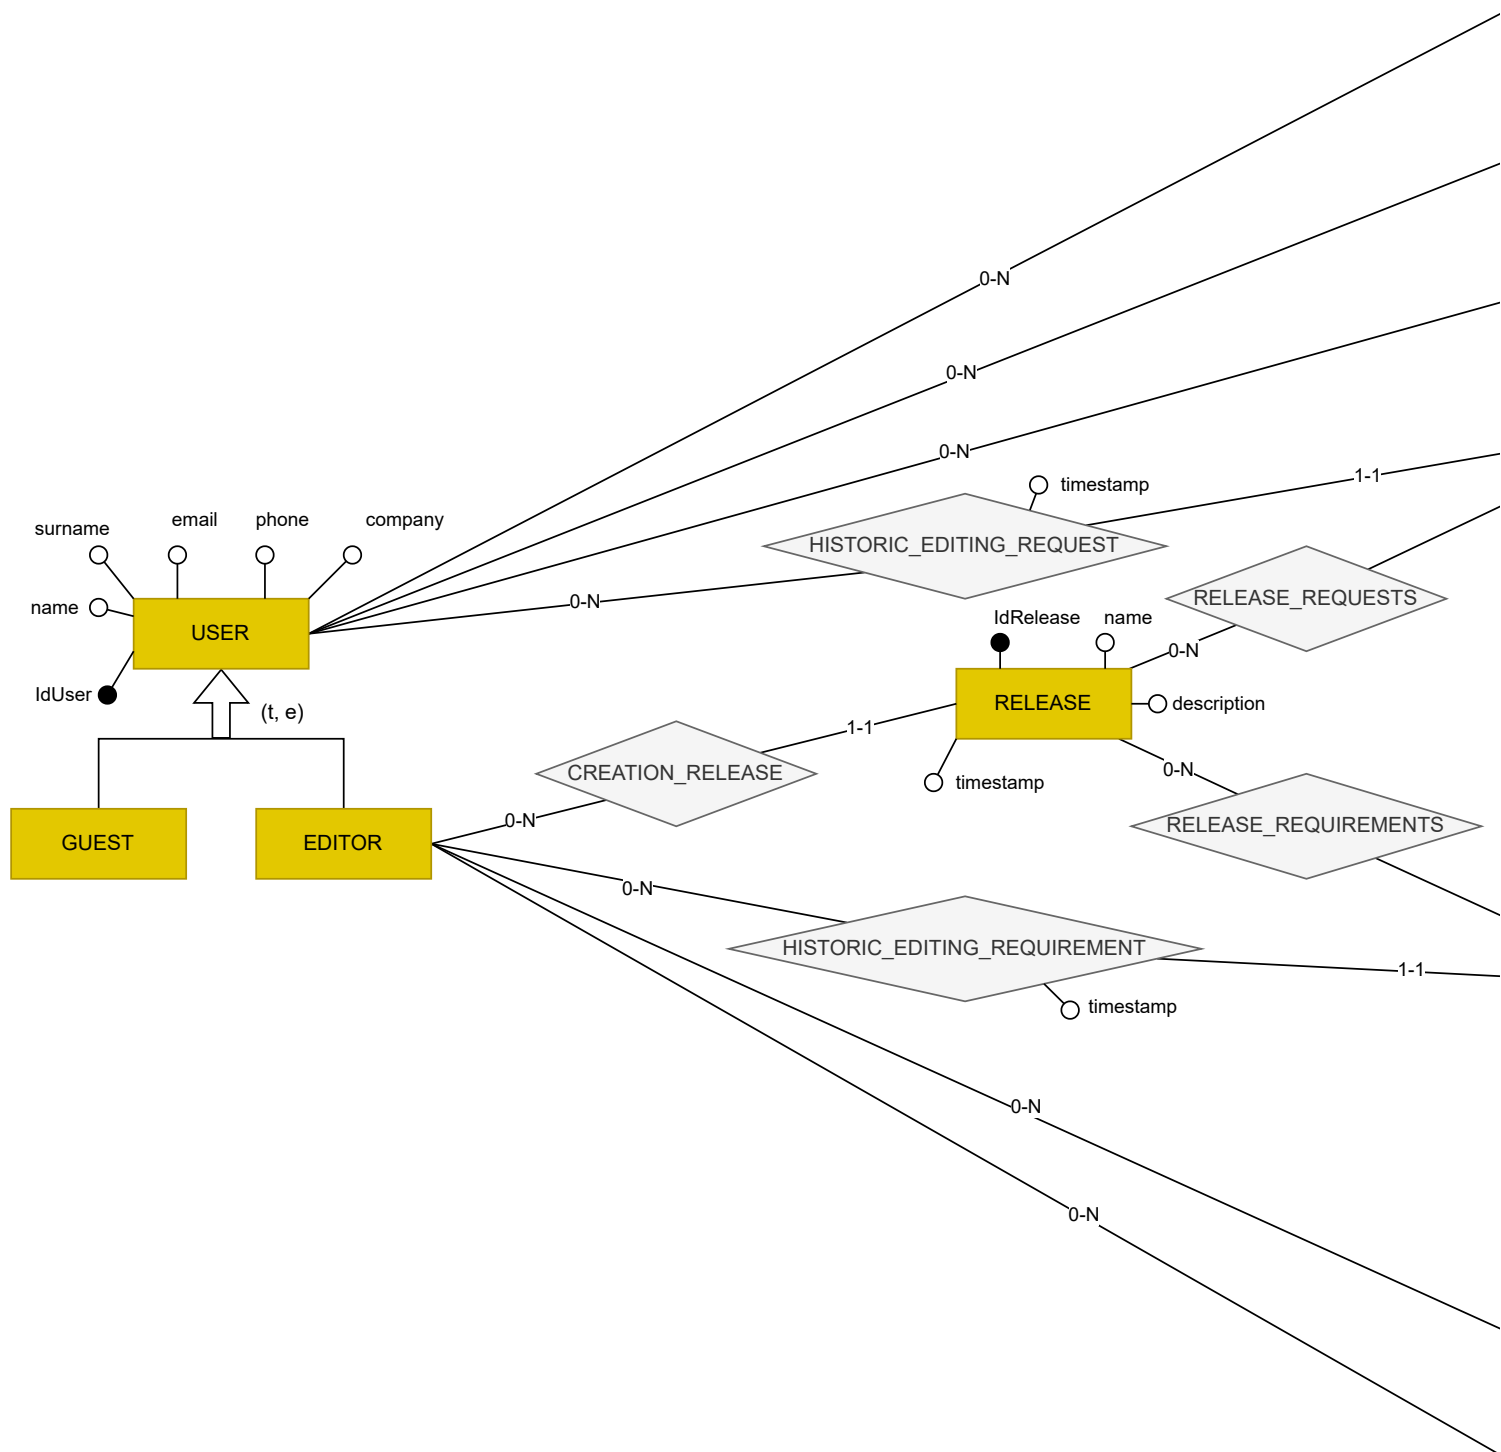 0-N
0-N
0-N
timestamp
1-1
surname
email
phone
company
HISTORIC_EDITING_REQUEST
name
0-N
RELEASE_REQUESTS
USER
IdRelease
name
0-N
IdUser
(t, e)
RELEASE
description
1-1
CREATION_RELEASE
timestamp
0-N
0-N
RELEASE_REQUIREMENTS
GUEST
EDITOR
0-N
HISTORIC_EDITING_REQUIREMENT
1-1
timestamp
0-N
0-N